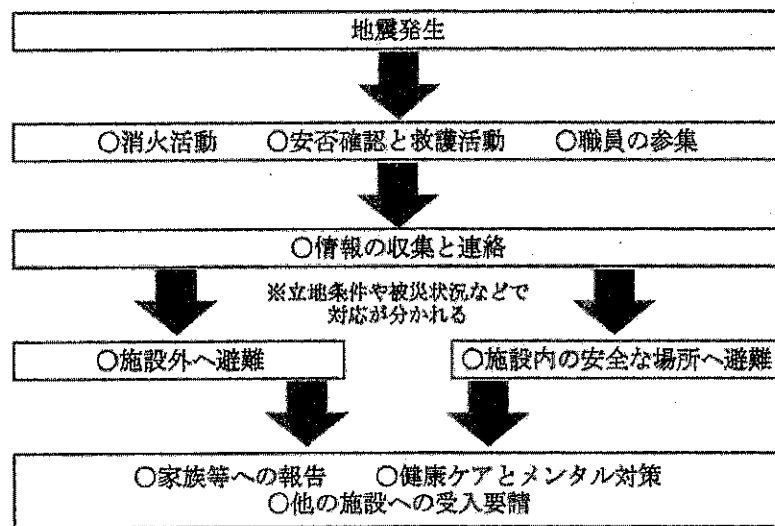 地震発生
○消火活動 ○安否確認と救護活動 ○職員の参集
○情報の収集と連絡
※立地条件や被災状況などで
対応が分かれる
○施設外へ避難 ○施設内の安全な場所へ避難
○家族等への報告 ○健康ケアとメンタル対策
○他の施設への受入要請